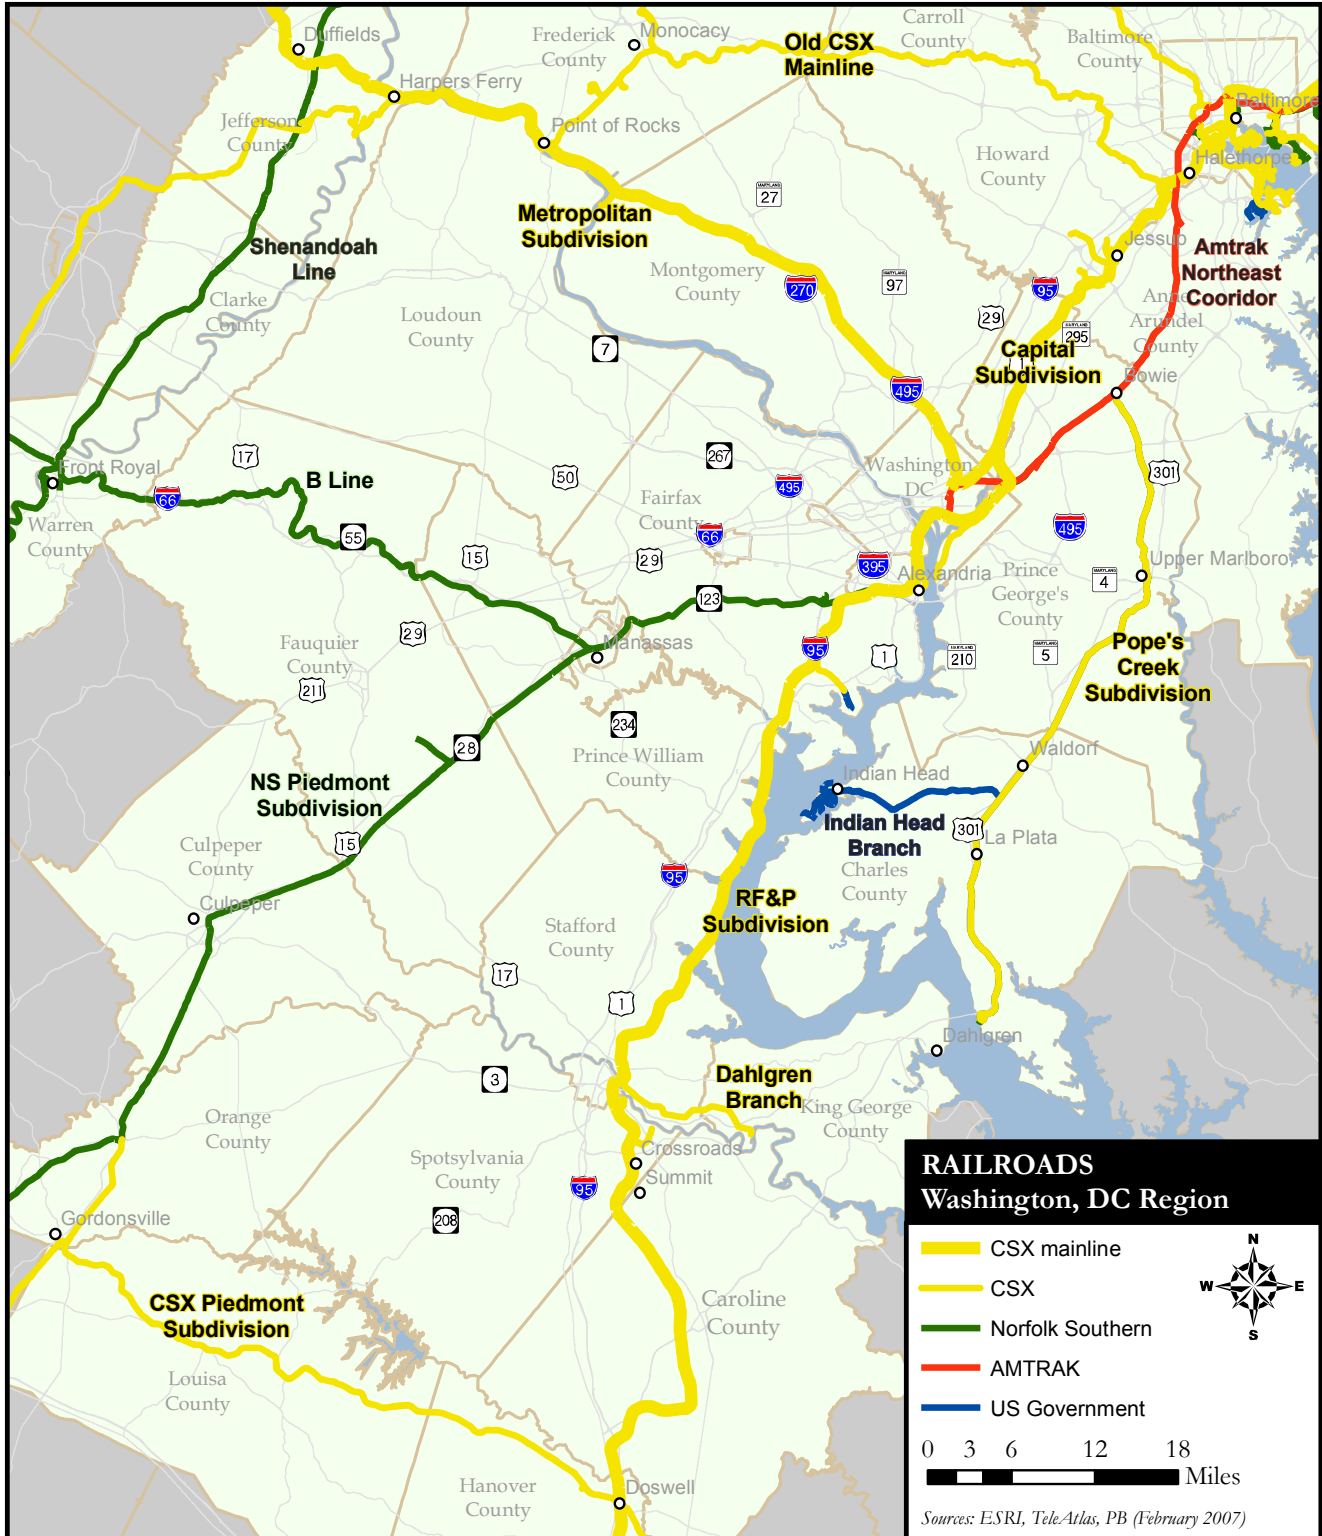 Duffields
Frederick
County
Monocacy
Old CSX
Mainline
Carroll
County
Baltimore
County
Harpers Ferry
Baltimore
Jefferson
County
Point of Rocks
Howard
County
Halethorpe
MARYLAND
27
Metropolitan
Subdivision
Shenandoah
Line
Jessup
Amtrak
Northeast
Cooridor
Montgomery
County
270
MARYLAND
97
95
Anne
Arundel
County
Clarke
County
Loudoun
County
29
MARYLAND
295
7
Capital
Subdivision
Bowie
495
Front Royal
17
267
50
B Line
66
495
Washington
DC
301
Fairfax
County
Warren
County
55
15
66
29
495
395
Alexandria
Upper Marlboro
Prince
George's
County
MARYLAND
4
123
Fauquier
County
29
Manassas
95
1
MARYLAND
210
MARYLAND
5
Pope's
Creek
Subdivision
211
234
28
Prince William
County
Waldorf
NS Piedmont
Subdivision
Indian Head
Indian Head
Branch
301
La Plata
15
Culpeper
County
95
Charles
County
Culpeper
RF&P
Subdivision
Stafford
County
17
1
Dahlgren
3
Dahlgren
Branch
King George
County
Orange
County
Crossroads
Summit
Spotsylvania
County
95
208
Gordonsville
CSX Piedmont
Subdivision
Caroline
County
Louisa
County
Hanover
County
Doswell
RAILROADS
Washington, DC Region
CSX mainline
CSX
Norfolk Southern
AMTRAK
US Government
N
W E
S
0 3 6 12 18
Miles
Sources: ESRI, TeleAtlas, PB (February 2007)